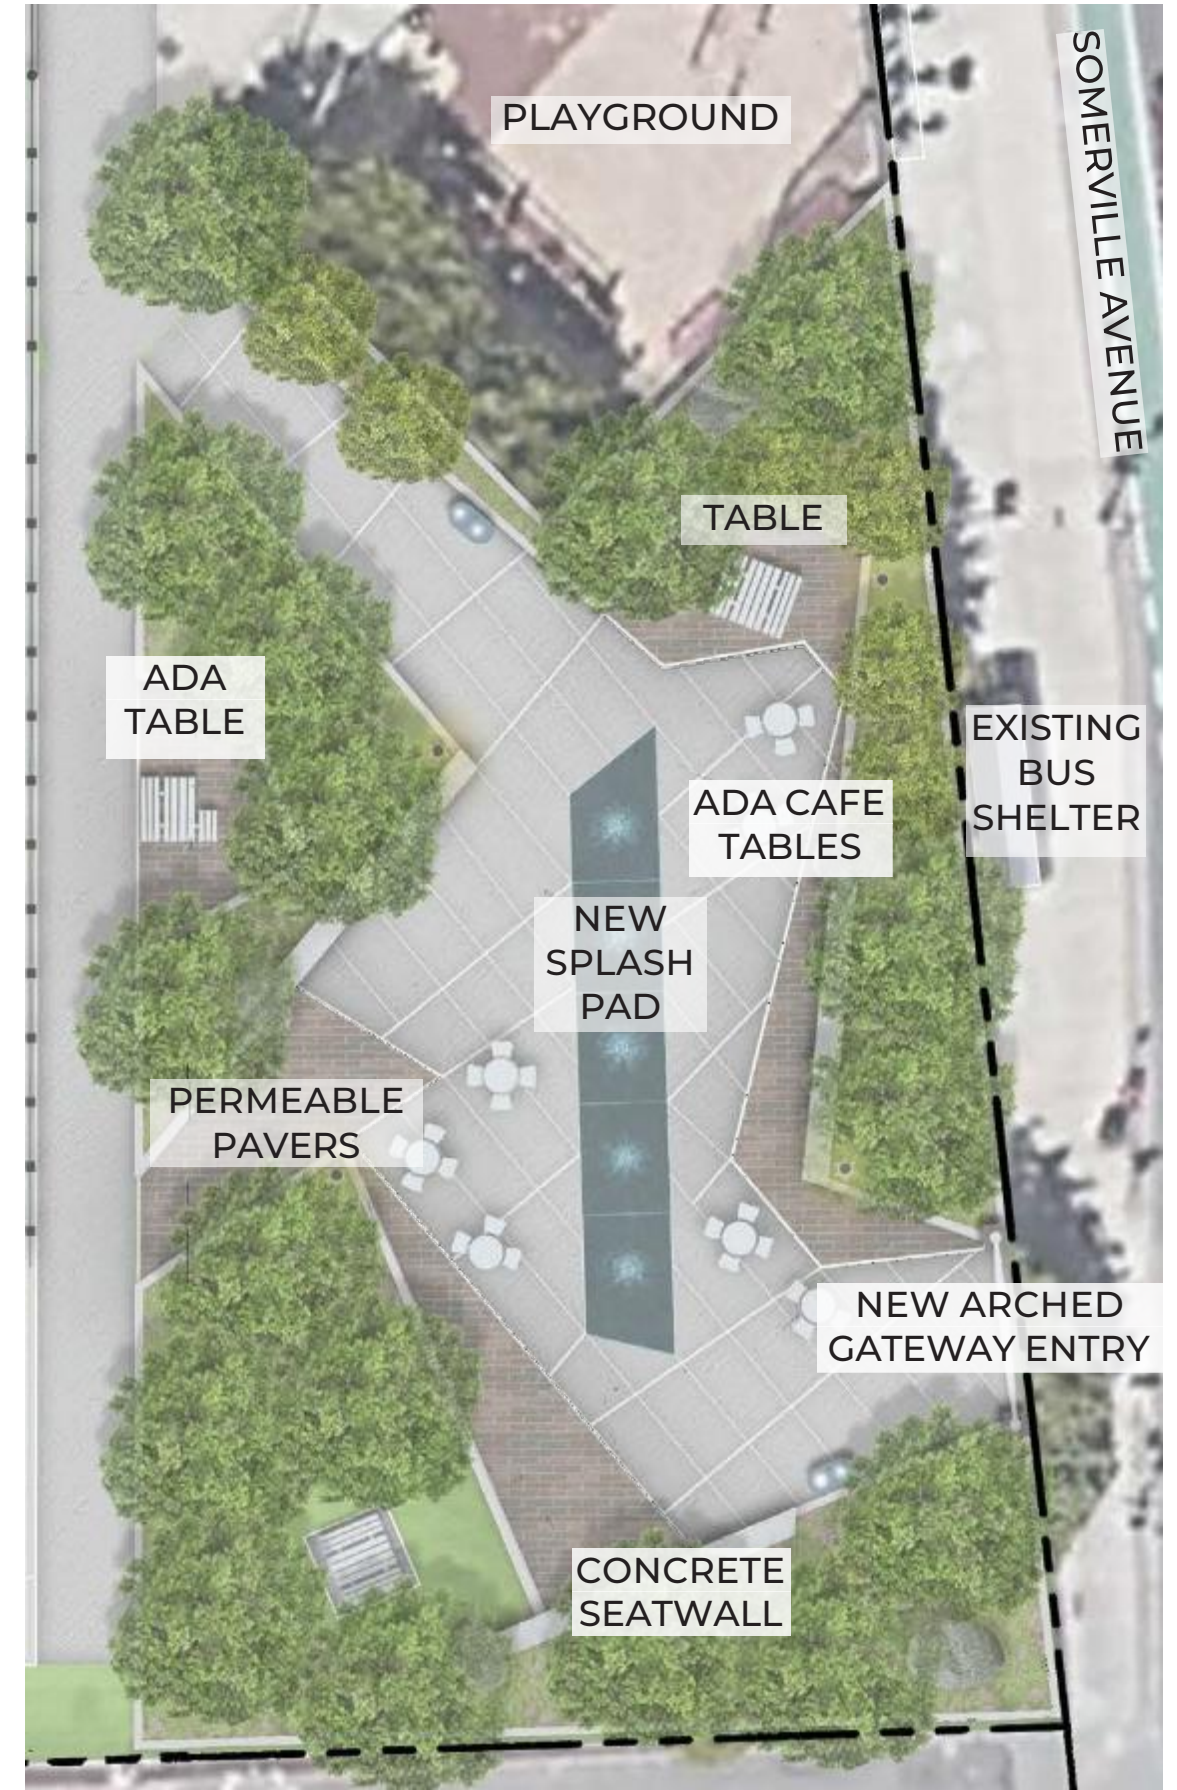 PLAYGROUND
SOMERVILLE AVENUE
TABLE
ADA
TABLE
EXISTING
BUS
SHELTER
ADA CAFE
TABLES
NEW
SPLASH
PAD
PERMEABLE
PAVERS
NEW ARCHED
GATEWAY ENTRY
CONCRETE
SEATWALL